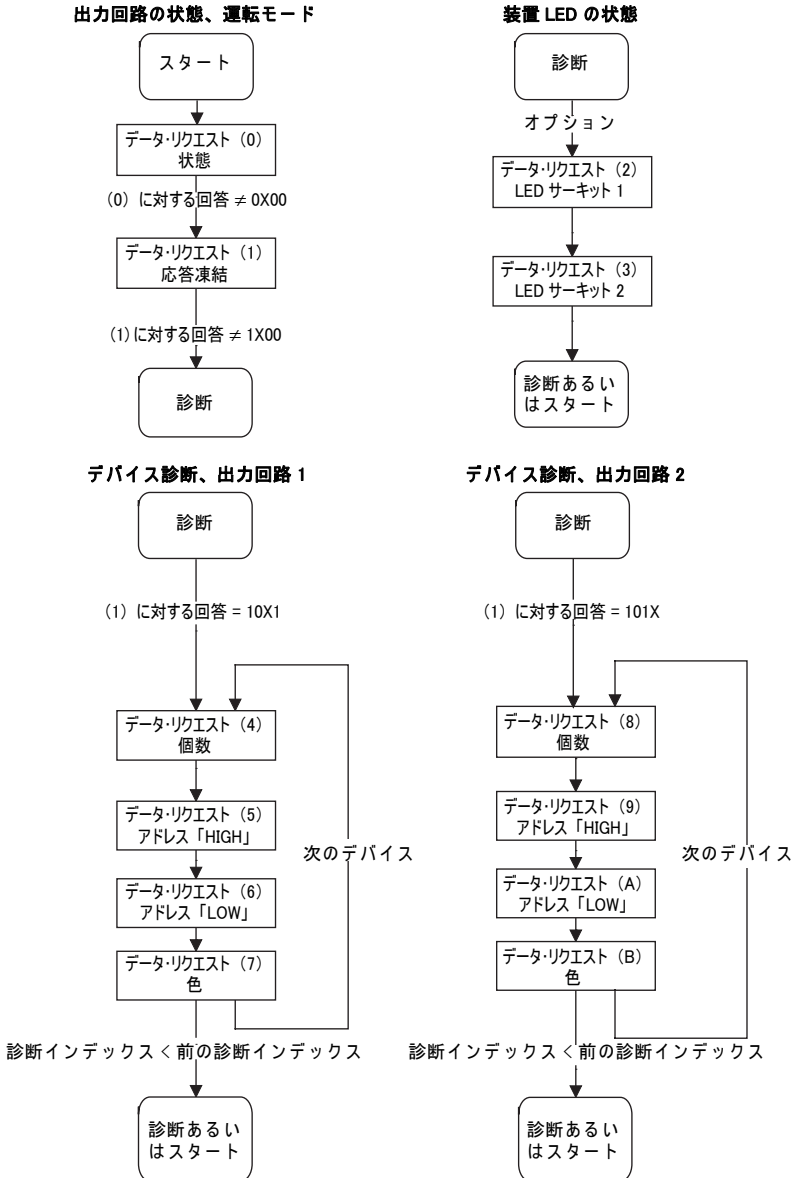 出力回路の状態、運転モード
スタート
データ・リクエスト (0)
状態
(0) に対する回答 ≠ 0X00
データ・リクエスト (1)
応答凍結
(1)に対する回答 ≠ 1X00
診断
装置 LED の状態
診断
オプション
データ・リクエスト (2)
LED サーキット 1
データ・リクエスト (3)
LED サーキット 2
診断あるい
はスタート
デバイス診断、出力回路 1
診断
(1) に対する回答 = 10X1
データ・リクエスト (4)
個数
データ・リクエスト (5)
アドレス「HIGH」
次のデバイス
データ・リクエスト (6)
アドレス「LOW」
データ・リクエスト (7)
色
診断インデックス < 前の診断インデックス
診断あるい
はスタート
デバイス診断、出力回路 2
診断
(1) に対する回答 = 101X
データ・リクエスト (8)
個数
データ・リクエスト (9)
アドレス「HIGH」
次のデバイス
データ・リクエスト (A)
アドレス「LOW」
データ・リクエスト (B)
色
診断インデックス < 前の診断インデックス
診断あるい
はスタート